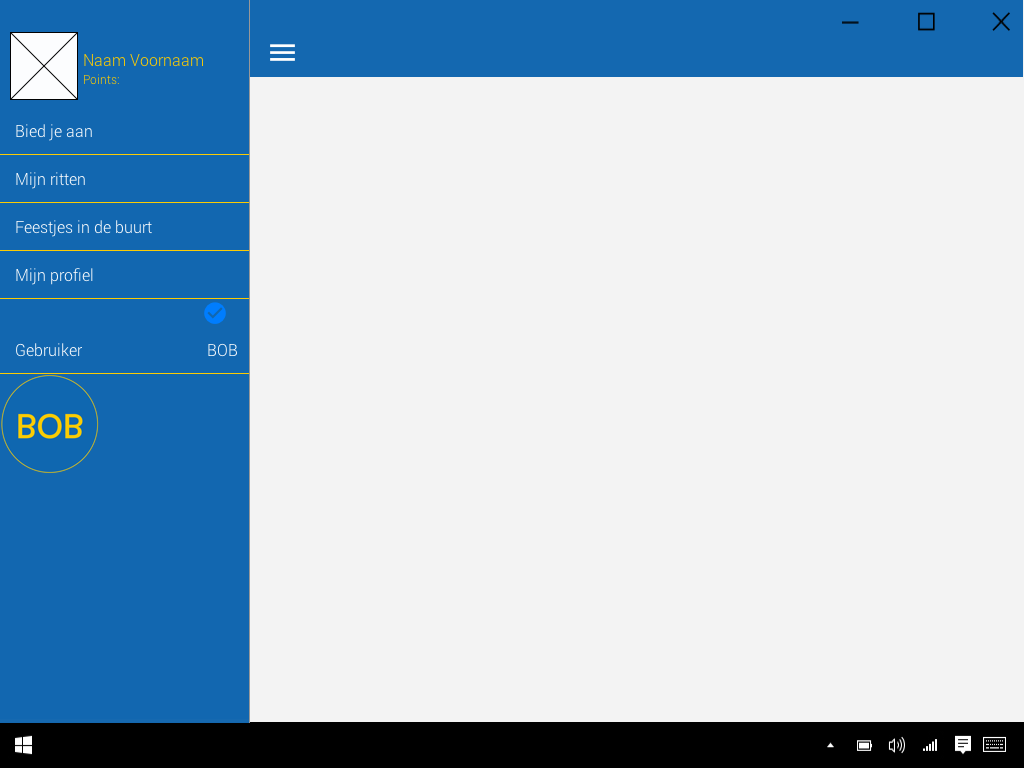 Naam Voornaam
Points:
Bied je aan
Mijn ritten
Feestjes in de buurt
Mijn profiel
Gebruiker BOB
BOB